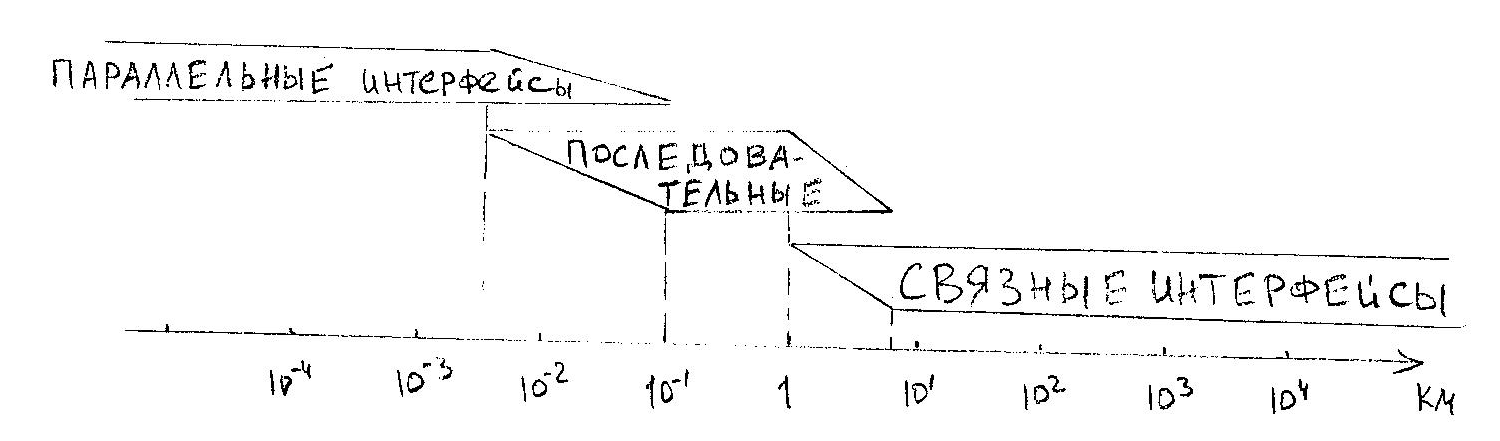 ПАРАЛЛЕЛЬНЫЕ ИНТЕРФЕЙСЫ
ПОСЛЕДОВА-
ТЕЛЬНЫЕ
СВЯЗНЫЕ ИНТЕРФЕЙСЫ
10⁻⁴ 10⁻³ 10⁻² 10⁻¹ 1 10¹ 10² 10³ 10⁴ КМ